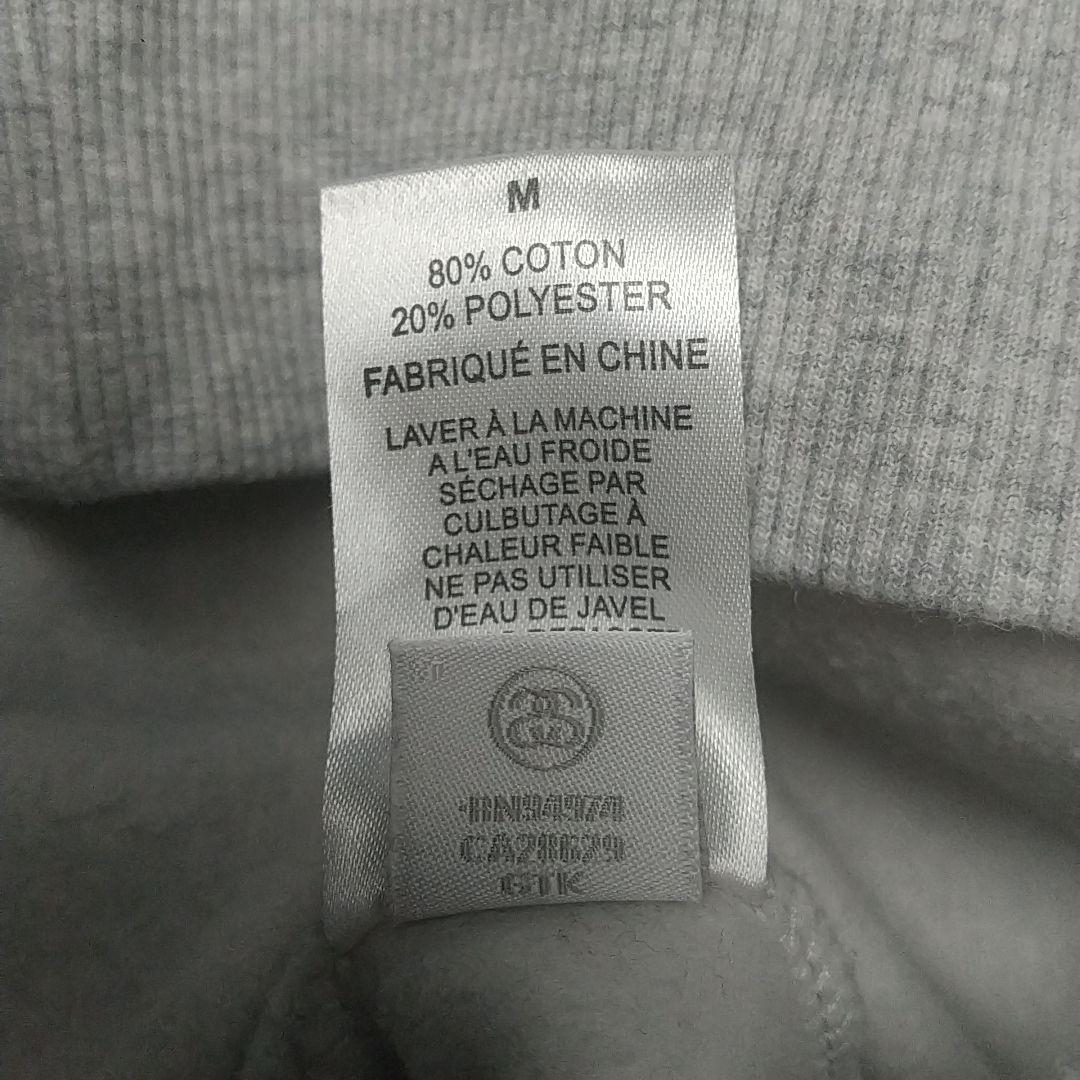 M
80% COTON
20% POLYESTER
FABRIQUÉ EN CHINE
LAVER À LA MACHINE
A L'EAU FROIDE
SÉCHAGE PAR
CULBUTAGE À
CHALEUR FAIBLE
NE PAS UTILISER
D'EAU DE JAVEL
GTK